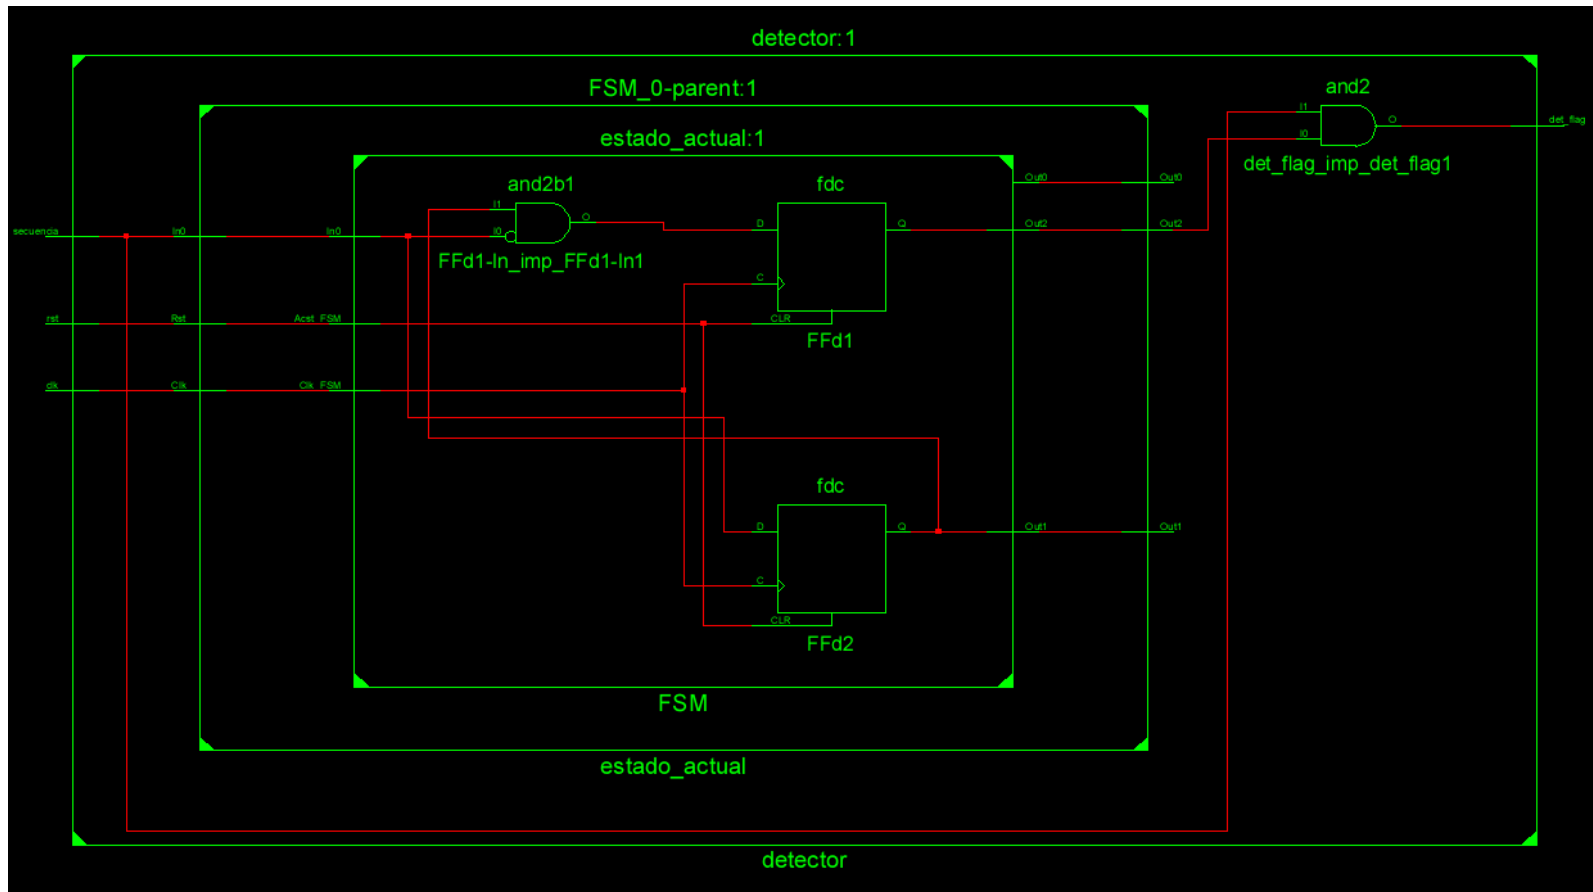 detector:1
FSM_0-parent:1
and2
estado_actual:1
I1
O
det_flag
I0
det_flag_imp_det_flag1
and2b1
fdc
Out0
Out0
I1
O
secuencia
In0
In0
I0
D
Q
Out2
Out2
FFd1-In_imp_FFd1-In1
C
rst
Rst
Acst_FSM
CLR
FFd1
clk
Clk
Clk_FSM
fdc
D
Q
Out1
Out1
C
CLR
FFd2
FSM
estado_actual
detector